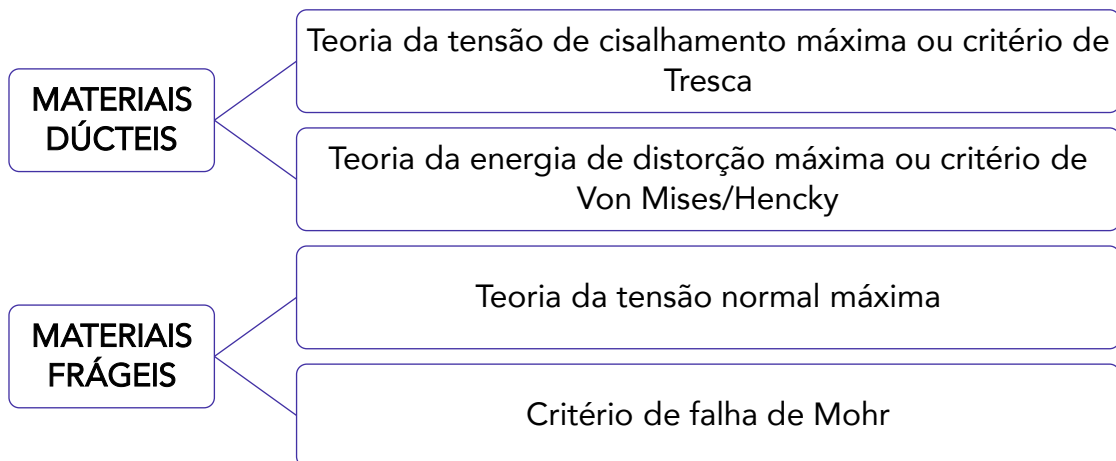 MATERIAIS
DÚCTEIS
Teoria da tensão de cisalhamento máxima ou critério de
Tresca
Teoria da energia de distorção máxima ou critério de
Von Mises/Hencky
MATERIAIS
FRÁGEIS
Teoria da tensão normal máxima
Critério de falha de Mohr